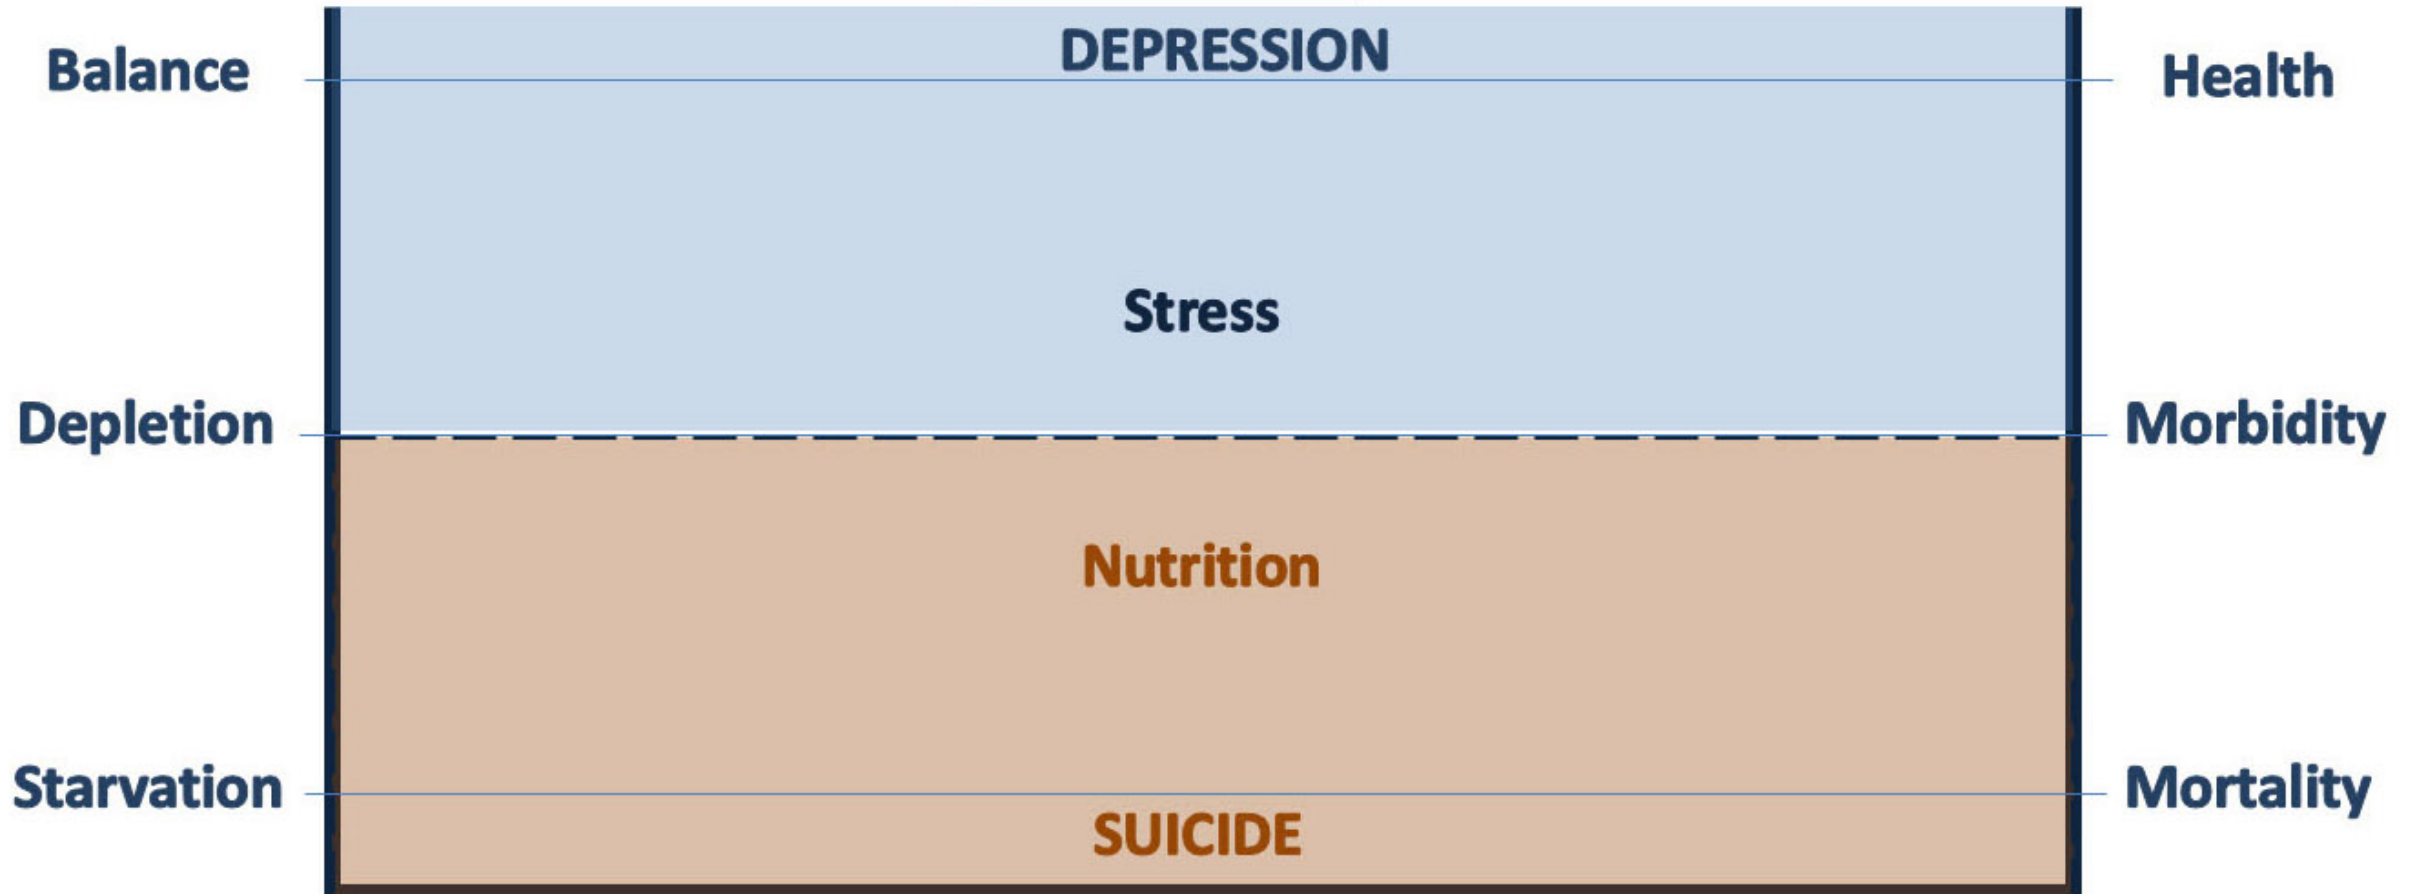 DEPRESSION
Balance
Health
Stress
Depletion
Morbidity
Nutrition
Starvation
Mortality
SUICIDE